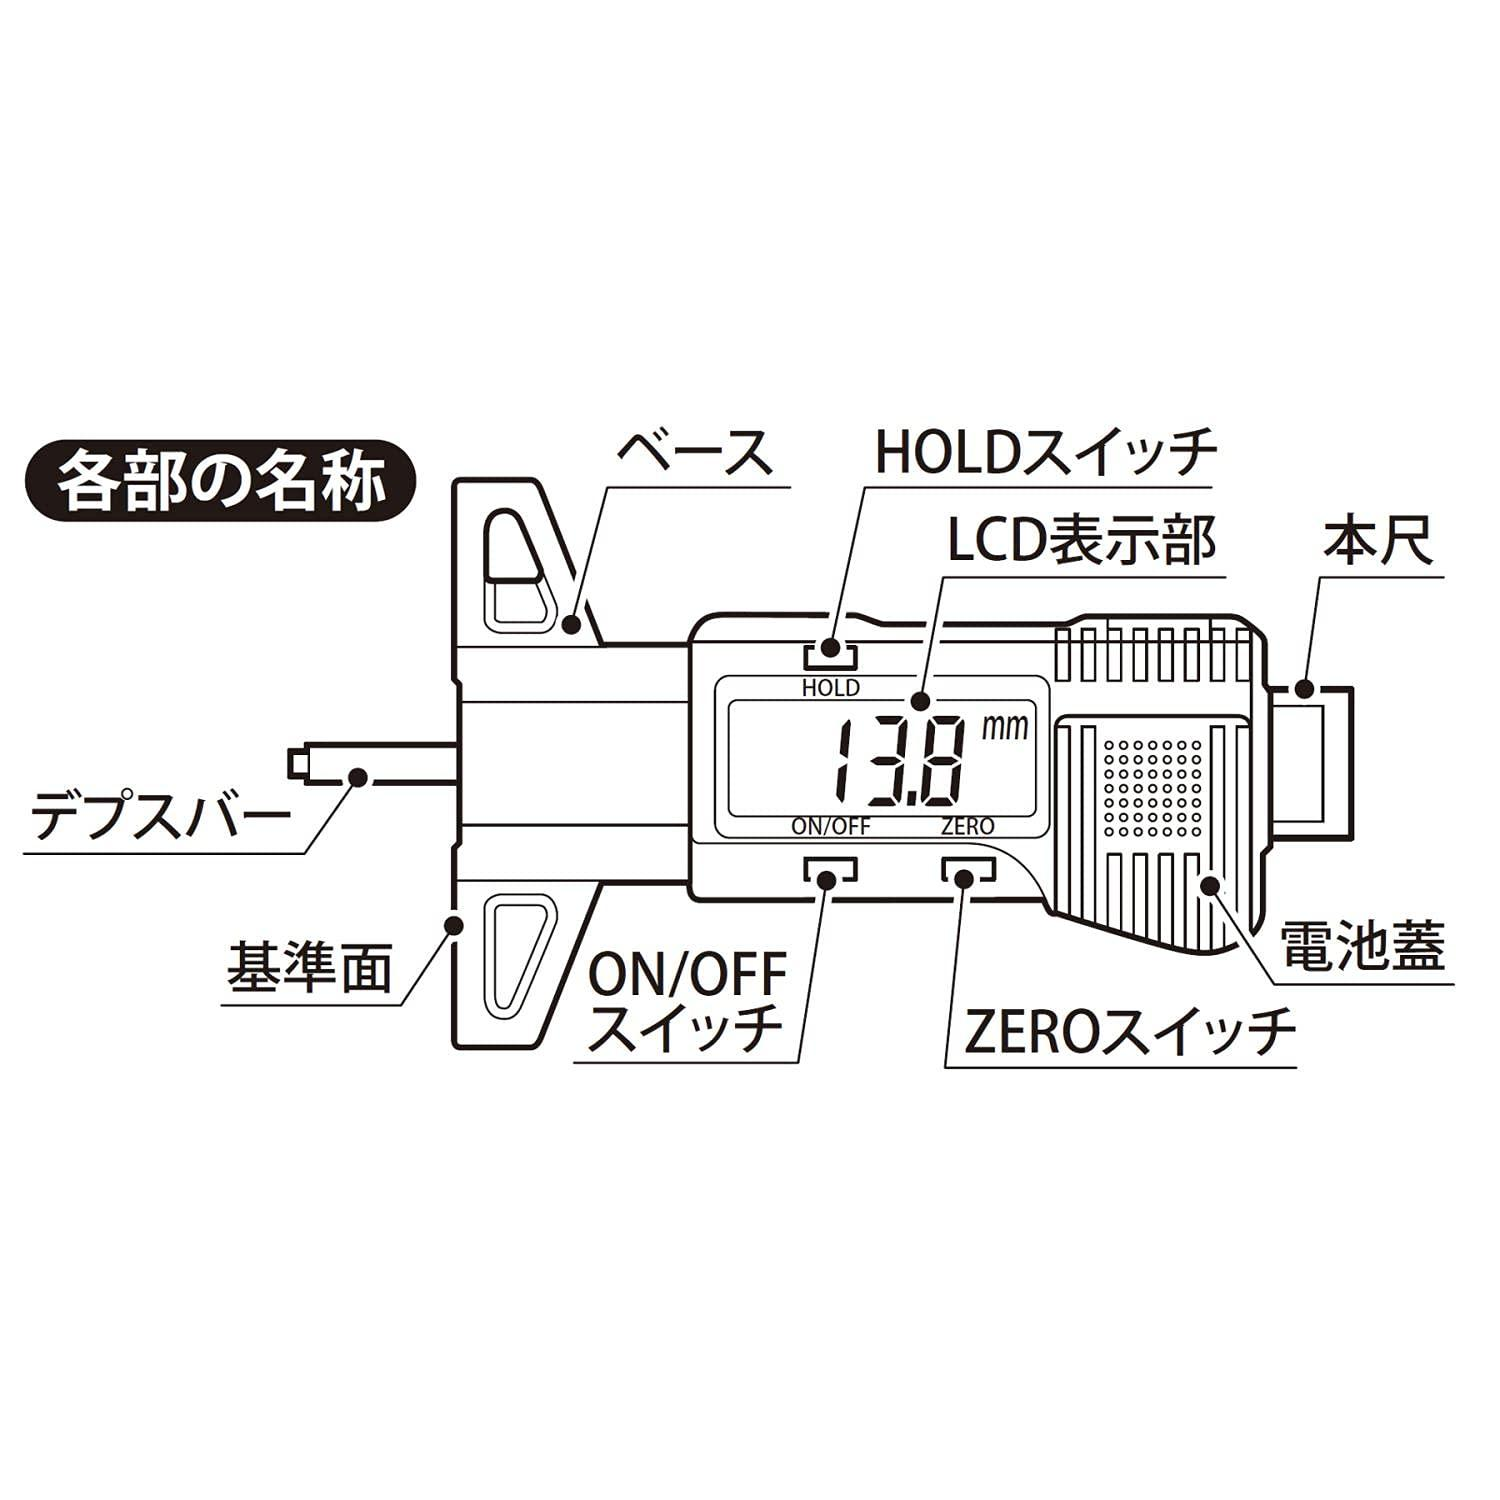 各部の名称
ベース
HOLDスイッチ
LCD表示部
本尺
HOLD
13.8 mm
ON/OFF ZERO
デプスバー
基準面
ON/OFF
スイッチ
ZEROスイッチ
電池蓋